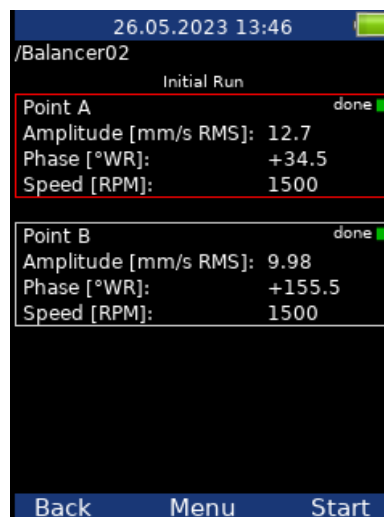 26.05.2023 13:46
/Balancer02
Initial Run
Point A done
Amplitude [mm/s RMS]: 12.7
Phase [°WR]: +34.5
Speed [RPM]: 1500
Point B done
Amplitude [mm/s RMS]: 9.98
Phase [°WR]: +155.5
Speed [RPM]: 1500
Back Menu Start